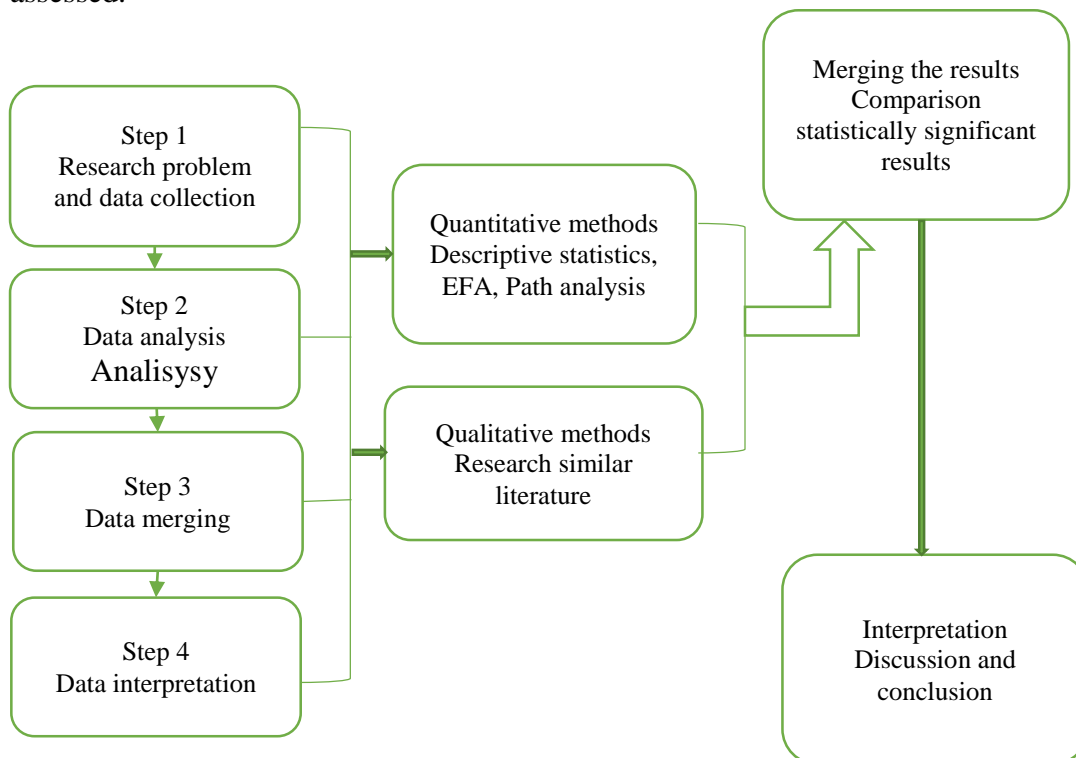 assessed.
Step 1
Research problem
and data collection
Step 2
Data analysis
Analisysy
Step 3
Data merging
Step 4
Data interpretation
Quantitative methods
Descriptive statistics,
EFA, Path analysis
Qualitative methods
Research similar
literature
Merging the results
Comparison
statistically significant
results
Interpretation
Discussion and
conclusion